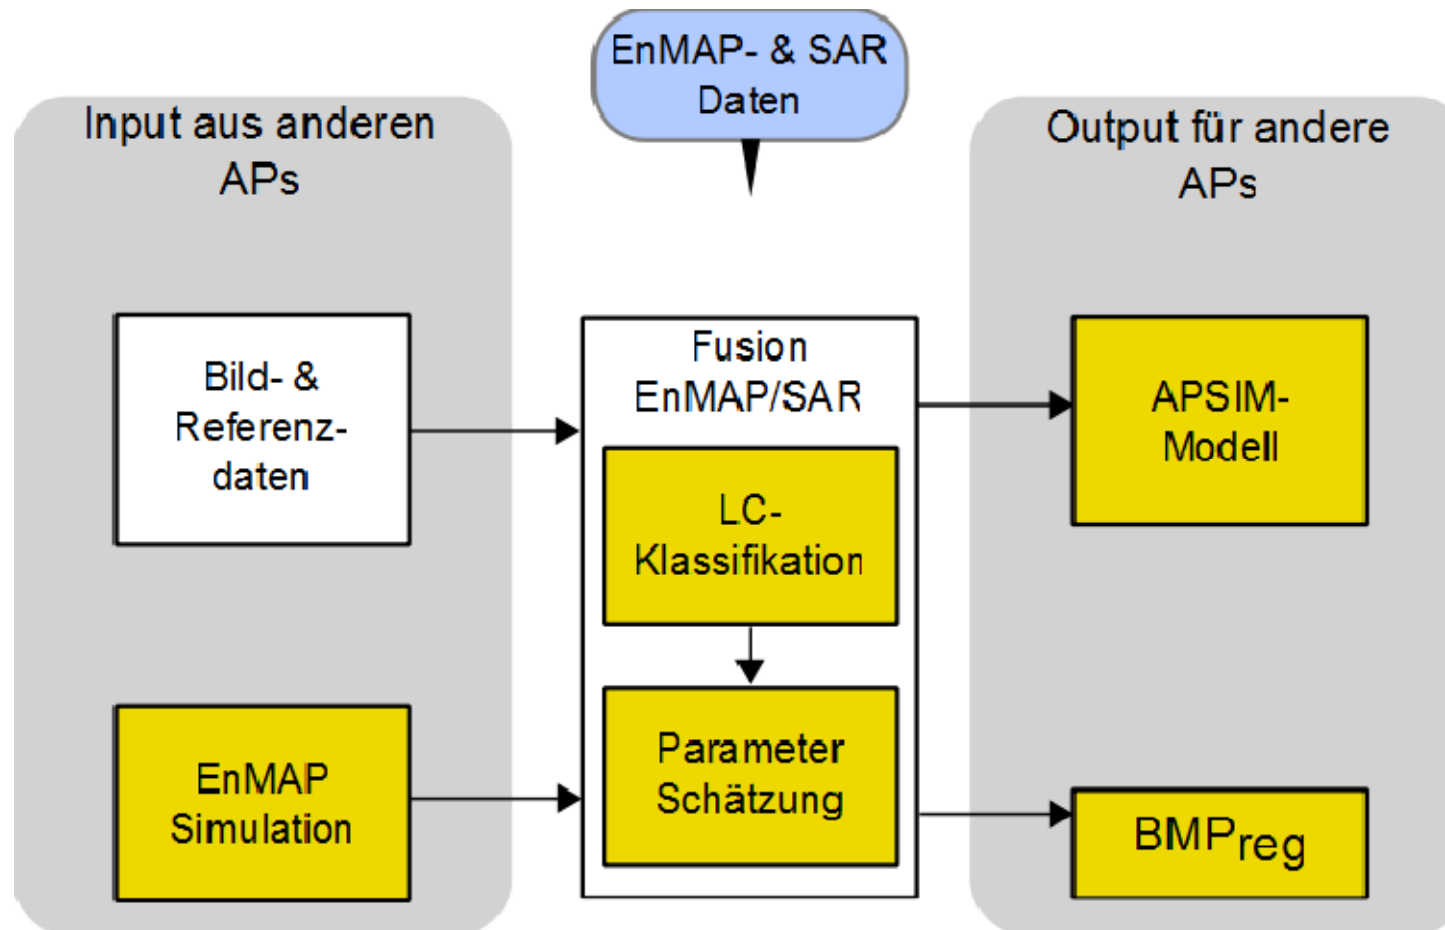 EnMAP- & SAR
Daten
Input aus anderen
APs
Output für andere
APs
Bild- &
Referenz-
daten
Fusion
EnMAP/SAR
LC-
Klassifikation
Parameter
Schätzung
APSIM-
Modell
EnMAP
Simulation
BMPreg